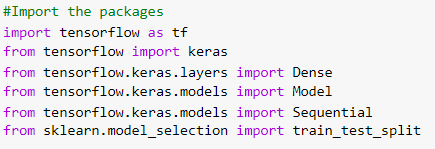 #Import the packages
import tensorflow as tf
from tensorflow import keras
from tensorflow.keras.layers import Dense
from tensorflow.keras.models import Model
from tensorflow.keras.models import Sequential
from sklearn.model_selection import train_test_split